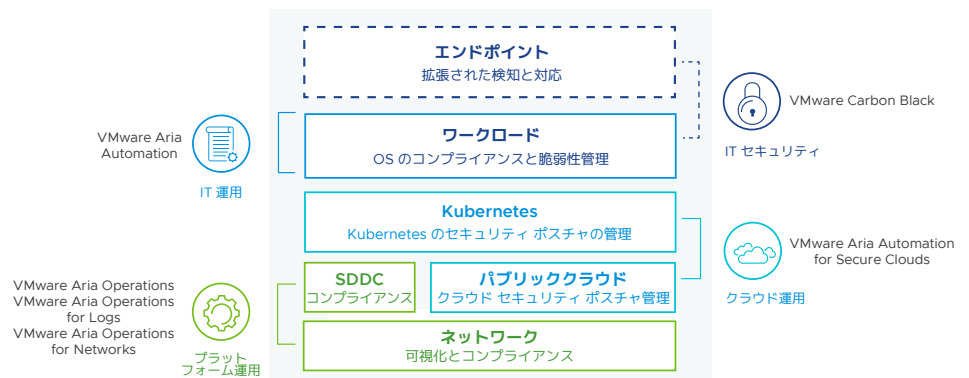 エンドポイント
拡張された検知と対応
ワークロード
OS のコンプライアンスと脆弱性管理
Kubernetes
Kubernetes のセキュリティ ポスチャの管理
SDDC
コンプライアンス
パブリッククラウド
クラウド セキュリティ ポスチャ管理
ネットワーク
可視化とコンプライアンス
VMware Aria
Automation
IT 運用
VMware Aria Operations
VMware Aria Operations
for Logs
VMware Aria Operations
for Networks
プラット
フォーム運用
VMware Carbon Black
IT セキュリティ
VMware Aria Automation
for Secure Clouds
クラウド運用